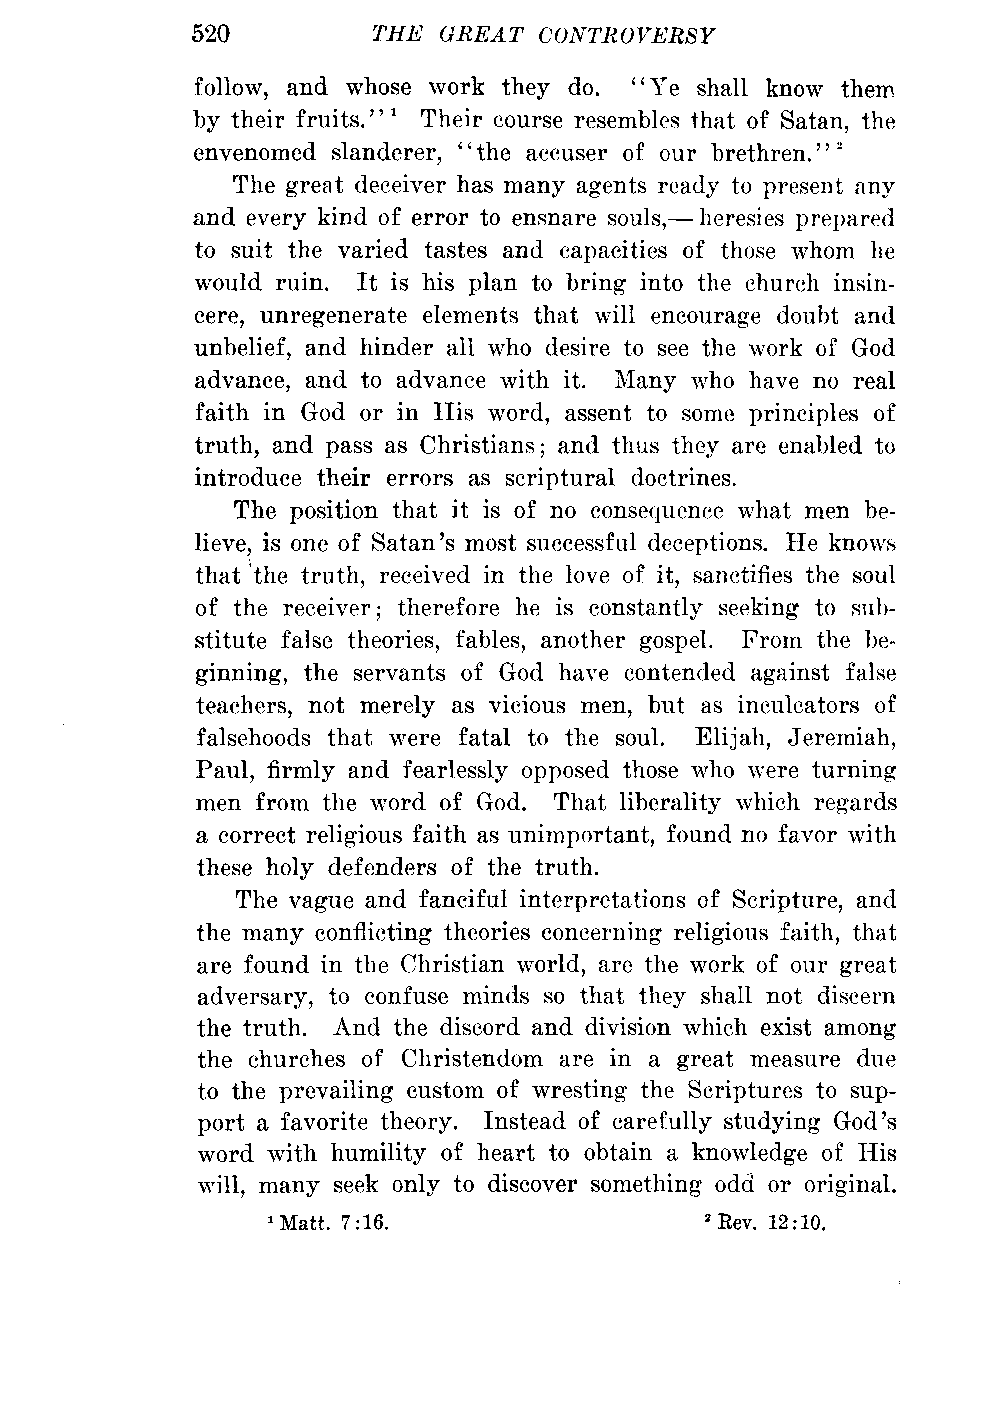 520 THE GREAT CONTROVERSY
follow, and whose work they do. "Ye shall know them
by their fruits."¹ Their course resembles that of Satan, the
envenomed slanderer, "the accuser of our brethren."²
The great deceiver has many agents ready to present any
and every kind of error to ensnare souls,— heresies prepared
to suit the varied tastes and capacities of those whom he
would ruin. It is his plan to bring into the church insin-
cere, unregenerate elements that will encourage doubt and
unbelief, and hinder all who desire to see the work of God
advance, and to advance with it. Many who have no real
faith in God or in His word, assent to some principles of
truth, and pass as Christians; and thus they are enabled to
introduce their errors as scriptural doctrines.
The position that it is of no consequence what men be-
lieve, is one of Satan's most successful deceptions. He knows
that the truth, received in the love of it, sanctifies the soul
of the receiver; therefore he is constantly seeking to sub-
stitute false theories, fables, another gospel. From the be-
ginning, the servants of God have contended against false
teachers, not merely as vicious men, but as inculcators of
falsehoods that were fatal to the soul. Elijah, Jeremiah,
Paul, firmly and fearlessly opposed those who were turning
men from the word of God. That liberality which regards
a correct religious faith as unimportant, found no favor with
these holy defenders of the truth.
The vague and fanciful interpretations of Scripture, and
the many conflicting theories concerning religious faith, that
are found in the Christian world, are the work of our great
adversary, to confuse minds so that they shall not discern
the truth. And the discord and division which exist among
the churches of Christendom are in a great measure due
to the prevailing custom of wresting the Scriptures to sup-
port a favorite theory. Instead of carefully studying God's
word with humility of heart to obtain a knowledge of His
will, many seek only to discover something odd or original.
¹ Matt. 7:16. ² Rev. 12:10.